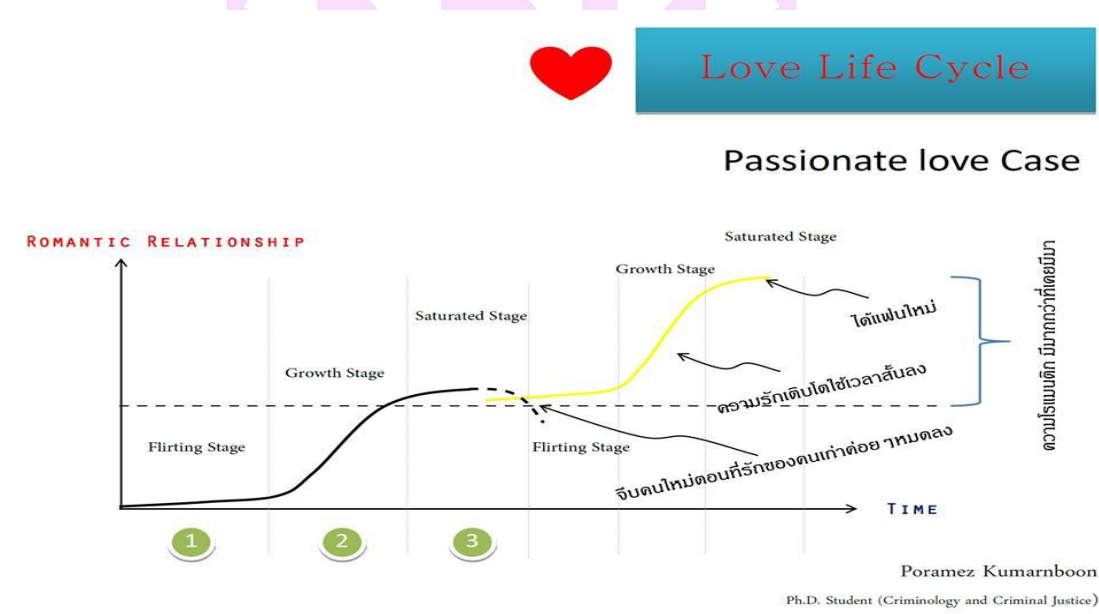 Love Life Cycle
Passionate love Case
ROMANTIC RELATIONSHIP
Saturated Stage
Growth Stage
Saturated Stage
Growth Stage
Flirting Stage
Flirting Stage
ได้แฟนใหม่
ความรักเติบโตใช้เวลาสั้นลง
จีบคนใหม่ตอนที่รักของคนเก่าค่อย ๆหมดลง
ความโรแมนติก มีมากกว่าที่เคยมีมา
TIME
1
2
3
Poramez Kumarnboon
Ph.D. Student (Criminology and Criminal Justice)